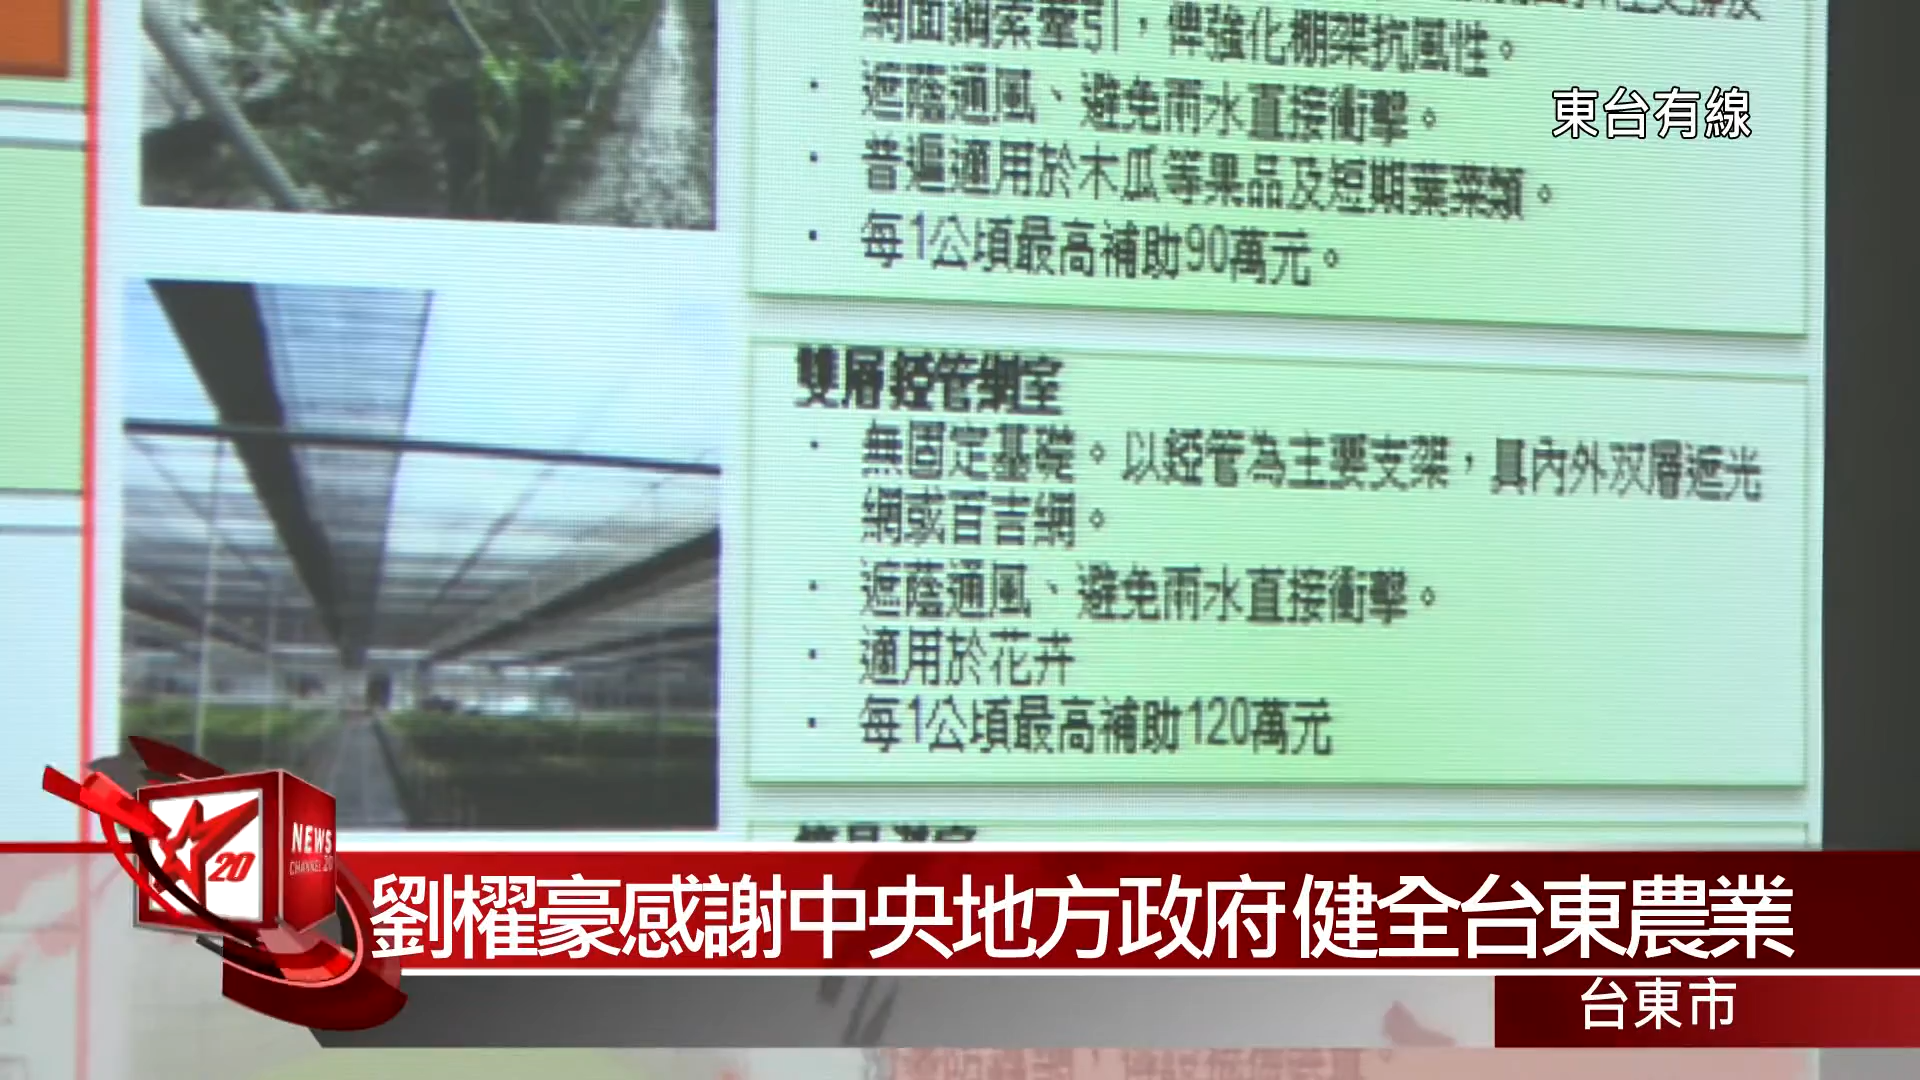 網面鋼索牽引，俾強化棚架抗風性。
東台有線
• 遮蔭通風、避免雨水直接衝擊。
• 普遍適用於木瓜等果品及短期葉菜類。
• 每1公頃最高補助90萬元。
雙層錏管網室
• 無固定基礎。以錏管為主要支架，具內外双層遮光
網或百吉網。
• 遮蔭通風、避免雨水直接衝擊。
• 適用於花卉
• 每1公頃最高補助120萬元
20
NEWS
CHANNEL 20
劉櫂豪感謝中央地方政府 健全台東農業
台東市